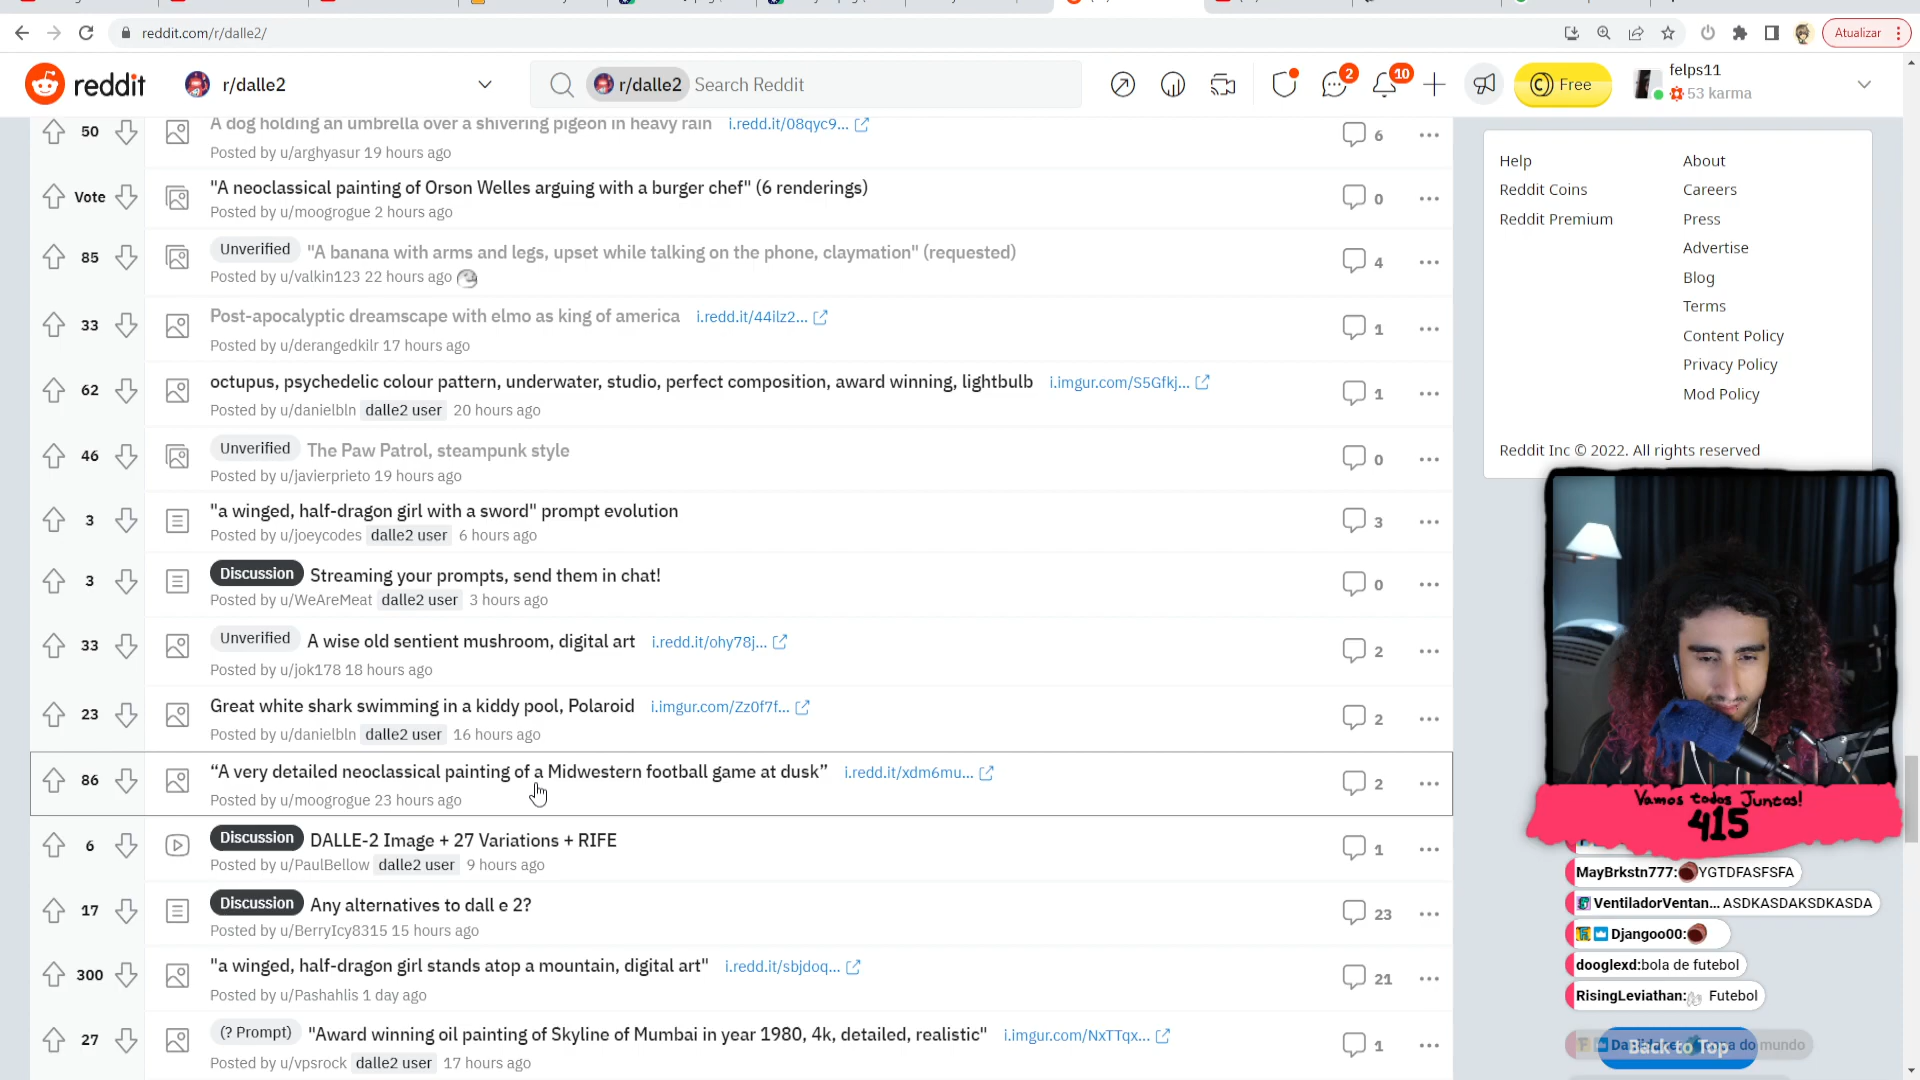 reddit.com/r/dalle2/
Atualizar
reddit
r/dalle2
r/dalle2 Search Reddit
2
10
Free
felps11
53 karma
50
A dog holding an umbrella over a shivering pigeon in heavy rain i.redd.it/08qyc9...
Posted by u/arghyasur 19 hours ago
6
Vote
"A neoclassical painting of Orson Welles arguing with a burger chef" (6 renderings)
Posted by u/moogrogue 2 hours ago
0
85
Unverified "A banana with arms and legs, upset while talking on the phone, claymation" (requested)
Posted by u/valkin123 22 hours ago
4
33
Post-apocalyptic dreamscape with elmo as king of america i.redd.it/44ilz2...
Posted by u/derangedkilr 17 hours ago
1
62
octupus, psychedelic colour pattern, underwater, studio, perfect composition, award winning, lightbulb i.imgur.com/S5Gfkj...
Posted by u/danielbln dalle2 user 20 hours ago
1
46
Unverified The Paw Patrol, steampunk style
Posted by u/javierprieto 19 hours ago
0
3
"a winged, half-dragon girl with a sword" prompt evolution
Posted by u/joeycodes dalle2 user 6 hours ago
3
3
Discussion Streaming your prompts, send them in chat!
Posted by u/WeAreMeat dalle2 user 3 hours ago
0
33
Unverified A wise old sentient mushroom, digital art i.redd.it/ohy78j...
Posted by u/jok178 18 hours ago
2
23
Great white shark swimming in a kiddy pool, Polaroid i.imgur.com/Zz0f7f...
Posted by u/danielbln dalle2 user 16 hours ago
2
86
“A very detailed neoclassical painting of a Midwestern football game at dusk” i.redd.it/xdm6mu...
Posted by u/moogrogue 23 hours ago
2
6
Discussion DALLE-2 Image + 27 Variations + RIFE
Posted by u/PaulBellow dalle2 user 9 hours ago
1
17
Discussion Any alternatives to dall e 2?
Posted by u/BerryIcy8315 15 hours ago
23
300
"a winged, half-dragon girl stands atop a mountain, digital art" i.redd.it/sbjdoq...
Posted by u/Pashahlis 1 day ago
21
27
(? Prompt) "Award winning oil painting of Skyline of Mumbai in year 1980, 4k, detailed, realistic" i.imgur.com/NxTTqx...
Posted by u/vpsrock dalle2 user 17 hours ago
1
Help
About
Reddit Coins
Careers
Reddit Premium
Press
Advertise
Blog
Terms
Content Policy
Privacy Policy
Mod Policy
Reddit Inc © 2022. All rights reserved
Vamos todos Juntos!
415
MayBrkstn777: YGTDFASFSFA
VentiladorVentan... ASDKASDAKSDKASDA
Djangoo00:
dooglexd: bola de futebol
RisingLeviathan: Futebol
do mundo
Back to Top